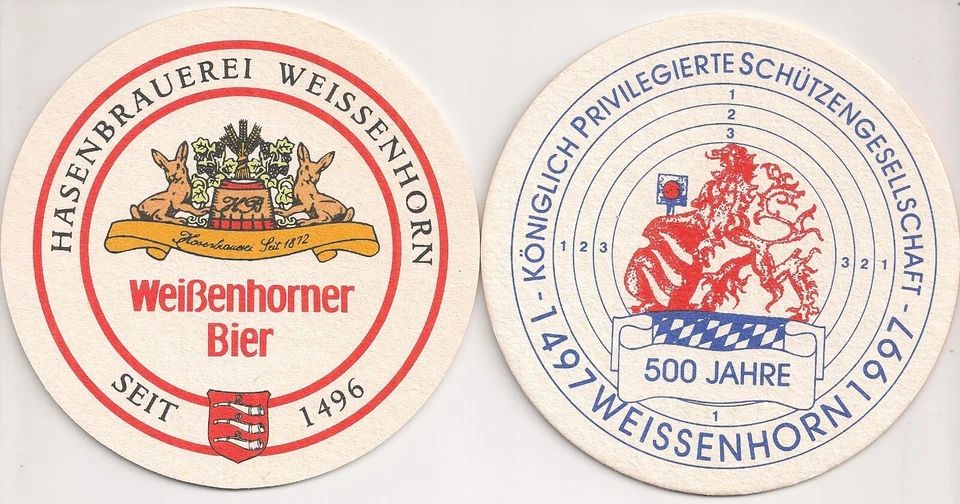 HASENBRAUEREI WEISSENHORN
HB
Hasenbrauerei Seit 1872
Weißenhorner
Bier
SEIT 1496
- KÖNIGLICH PRIVILEGIERTE SCHÜTZENGESELLSCHAFT -
1
2
3
1 2 3
3 2 1
500 JAHRE
1
1497 WEISSENHORN 1997